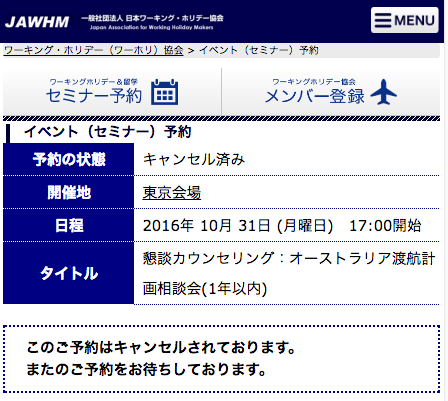 JAWHM 一般社団法人 日本ワーキング・ホリデー協会
Japan Association for Working Holiday Makers
MENU
ワーキング・ホリデー（ワーホリ）協会 > イベント（セミナー）予約
ワーキングホリデー＆留学
セミナー予約
ワーキングホリデー協会
メンバー登録
イベント（セミナー）予約
予約の状態 キャンセル済み
開催地 東京会場
日程 2016年 10月 31日 (月曜日) 17:00開始
タイトル 懇談カウンセリング：オーストラリア渡航計
画相談会(1年以内)
このご予約はキャンセルされております。
またのご予約をお待ちしております。